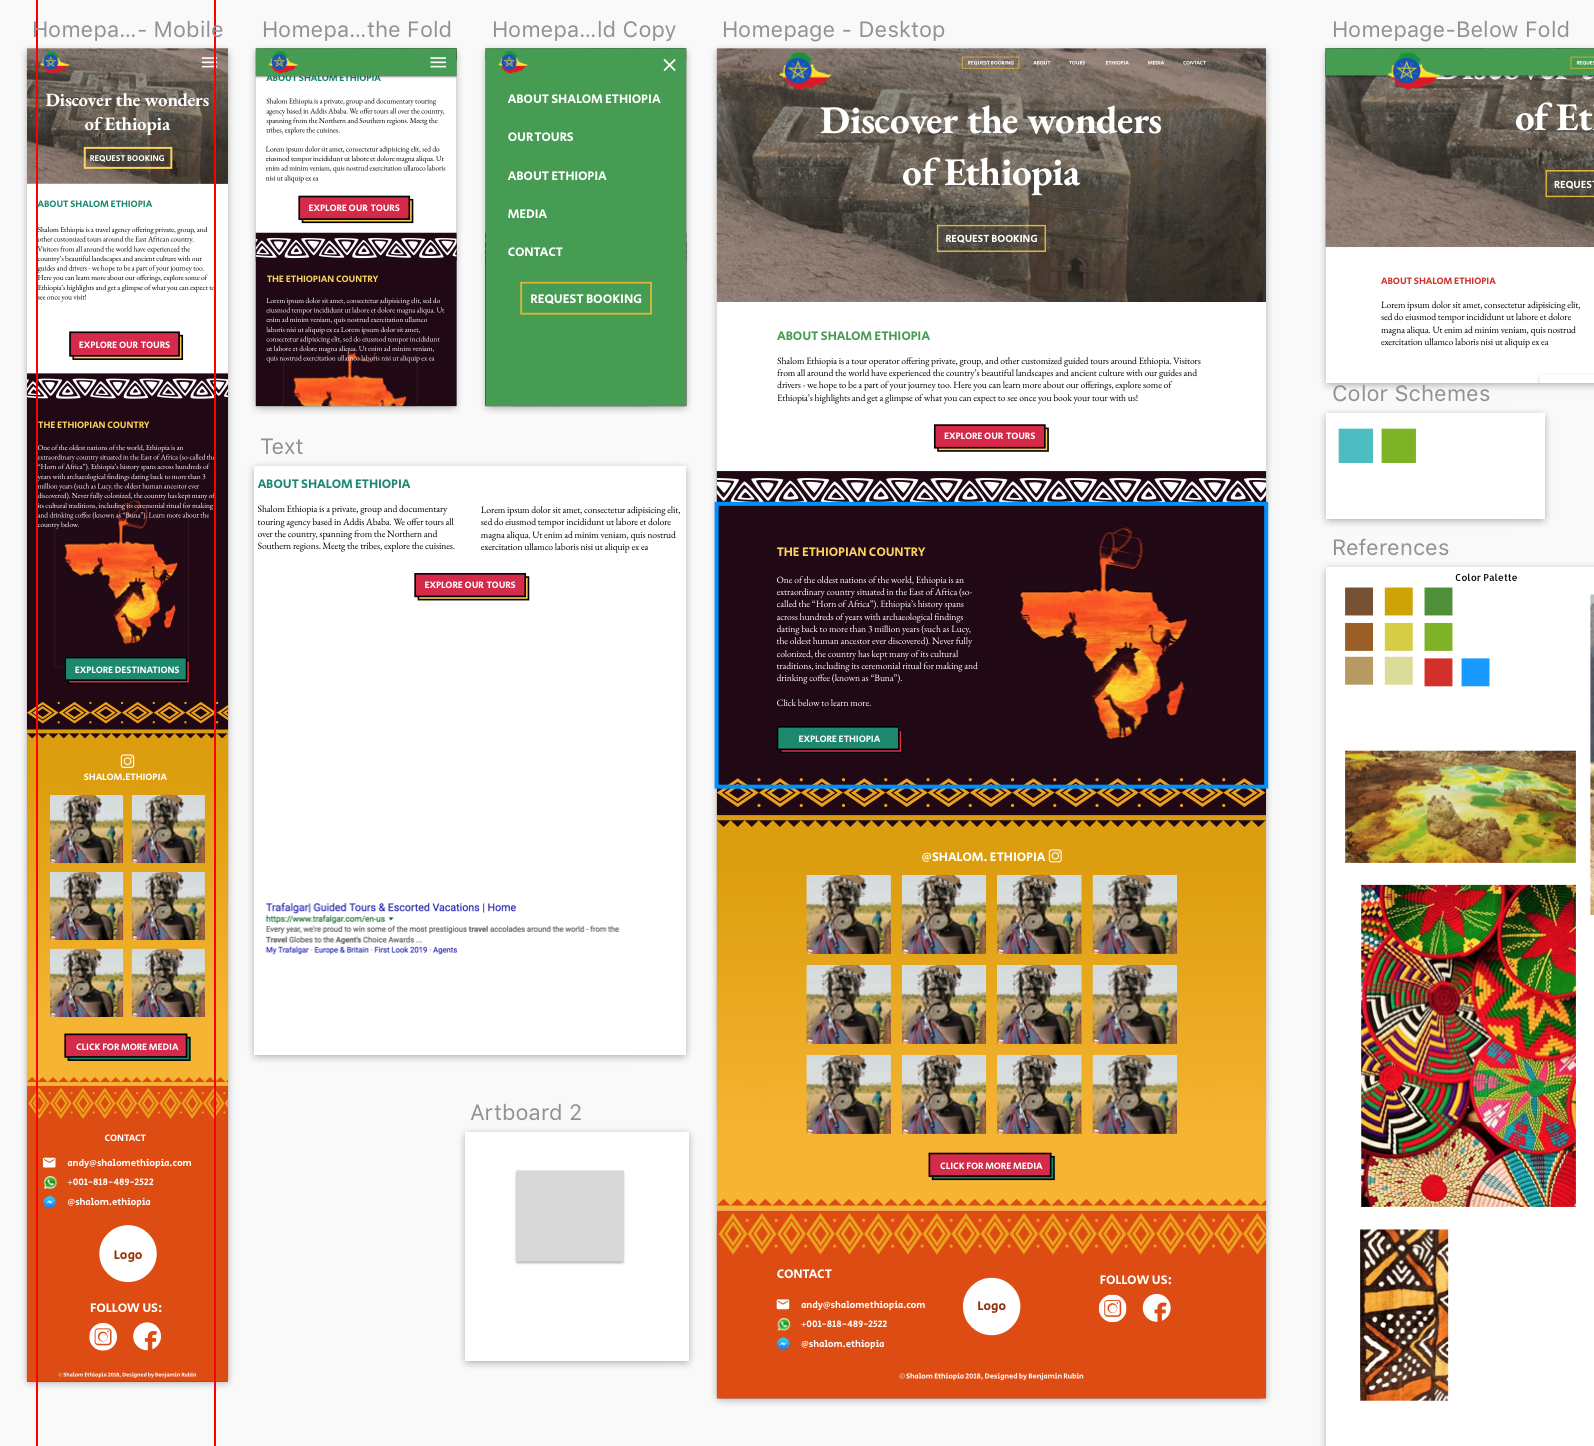 Homepa...- Mobile
Discover the wonders
of Ethiopia
REQUEST BOOKING
ABOUT SHALOM ETHIOPIA
Shalom Ethiopia is a travel agency offering private, group, and
other customized tours around the East African country.
Visitors from all around the world have experienced the
country's beautiful landscapes and ancient culture with our
guides and drivers - we hope to be a part of your journey too.
Here you can learn more about our offerings, explore some of
Ethiopia's highlights and get a glimpse of what you can expect to
see once you visit!
EXPLORE OUR TOURS
THE ETHIOPIAN COUNTRY
One of the oldest nations of the world, Ethiopia is an
extraordinary country situated in the East of Africa (so-called the
“Horn of Africa”). Ethiopia's history spans across hundreds of
years with archaeological findings dating back to more than 3
million years (such as Lucy, the oldest human ancestor ever
discovered). Never fully colonized, the country has kept many of
its cultural traditions, including its ceremonial ritual for making
and drinking coffee (known as “Buna”). Learn more about the
country below.
EXPLORE DESTINATIONS
SHALOM.ETHIOPIA
CLICK FOR MORE MEDIA
CONTACT
andy@shalomethiopia.com
+001-818-489-2522
@shalom.ethiopia
Logo
FOLLOW US:
© Shalom Ethiopia 2018, Designed by Benjamin Rubin
Homepa...the Fold
ABOUT SHALOM ETHIOPIA
Shalom Ethiopia is a private, group and documentary touring
agency based in Addis Ababa. We offer tours all over the country,
spanning from the Northern and Southern regions. Meetg the
tribes, explore the cuisines.
Lorem ipsum dolor sit amet, consectetur adipisicing elit, sed do
eiusmod tempor incididunt ut labore et dolore magna aliqua. Ut
enim ad minim veniam, quis nostrud exercitation ullamco laboris
nisi ut aliquip ex ea
EXPLORE OUR TOURS
THE ETHIOPIAN COUNTRY
Lorem ipsum dolor sit amet, consectetur adipisicing elit, sed do
eiusmod tempor incididunt ut labore et dolore magna aliqua. Ut
enim ad minim veniam, quis nostrud exercitation ullamco
laboris nisi ut aliquip ex ea Lorem ipsum dolor sit amet,
consectetur adipisicing elit, sed do eiusmod tempor incididunt
ut labore et dolore magna aliqua. Ut enim ad minim veniam,
quis nostrud exercitation ullamco laboris nisi ut aliquip ex ea
Homepa...ld Copy
ABOUT SHALOM ETHIOPIA
OUR TOURS
ABOUT ETHIOPIA
MEDIA
CONTACT
REQUEST BOOKING
Text
ABOUT SHALOM ETHIOPIA
Shalom Ethiopia is a private, group and documentary
touring agency based in Addis Ababa. We offer tours all
over the country, spanning from the Northern and
Southern regions. Meetg the tribes, explore the cuisines.
Lorem ipsum dolor sit amet, consectetur adipisicing elit,
sed do eiusmod tempor incididunt ut labore et dolore
magna aliqua. Ut enim ad minim veniam, quis nostrud
exercitation ullamco laboris nisi ut aliquip ex ea
EXPLORE OUR TOURS
Trafalgar| Guided Tours & Escorted Vacations | Home
https://www.trafalgar.com/en-us
Every year, we're proud to win some of the most prestigious travel accolades around the world - from the
Travel Globes to the Agent's Choice Awards ...
My Trafalgar · Europe & Britain · First Look 2019 · Agents
Artboard 2
Homepage - Desktop
REQUEST BOOKING ABOUT TOURS ETHIOPIA MEDIA CONTACT
Discover the wonders
of Ethiopia
REQUEST BOOKING
ABOUT SHALOM ETHIOPIA
Shalom Ethiopia is a tour operator offering private, group, and other customized guided tours around Ethiopia. Visitors
from all around the world have experienced the country's beautiful landscapes and ancient culture with our guides and
drivers - we hope to be a part of your journey too. Here you can learn more about our offerings, explore some of
Ethiopia's highlights and get a glimpse of what you can expect to see once you book your tour with us!
EXPLORE OUR TOURS
THE ETHIOPIAN COUNTRY
One of the oldest nations of the world, Ethiopia is an
extraordinary country situated in the East of Africa (so-
called the “Horn of Africa”). Ethiopia's history spans
across hundreds of years with archaeological findings
dating back to more than 3 million years (such as Lucy,
the oldest human ancestor ever discovered). Never fully
colonized, the country has kept many of its cultural
traditions, including its ceremonial ritual for making and
drinking coffee (known as “Buna”).
Click below to learn more.
EXPLORE ETHIOPIA
@SHALOM. ETHIOPIA
CLICK FOR MORE MEDIA
CONTACT
andy@shalomethiopia.com
+001-818-489-2522
@shalom.ethiopia
Logo
FOLLOW US:
© Shalom Ethiopia 2018, Designed by Benjamin Rubin
Homepage-Below Fold
REQUES
Discover
of Et
REQUEST
ABOUT SHALOM ETHIOPIA
Lorem ipsum dolor sit amet, consectetur adipisicing elit,
sed do eiusmod tempor incididunt ut labore et dolore
magna aliqua. Ut enim ad minim veniam, quis nostrud
exercitation ullamco laboris nisi ut aliquip ex ea
Color Schemes
References
Color Palette